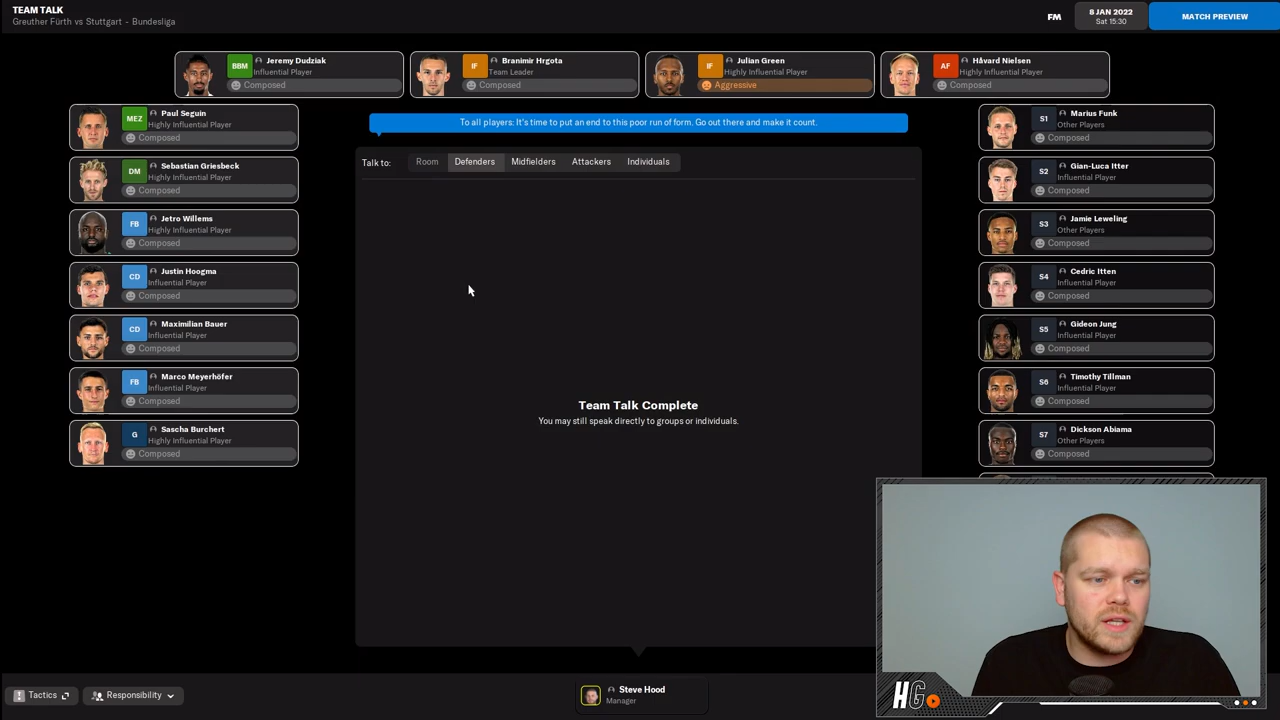 TEAM TALK
Greuther Fürth vs Stuttgart - Bundesliga
FM
8 JAN 2022
Sat 15:30
MATCH PREVIEW
BBM
Jeremy Dudziak
Influential Player
Composed
IF
Branimir Hrgota
Team Leader
Composed
IF
Julian Green
Highly Influential Player
Aggressive
AF
Håvard Nielsen
Highly Influential Player
Composed
MEZ
Paul Seguin
Highly Influential Player
Composed
DM
Sebastian Griesbeck
Highly Influential Player
Composed
FB
Jetro Willems
Highly Influential Player
Composed
CD
Justin Hoogma
Influential Player
Composed
CD
Maximilian Bauer
Influential Player
Composed
FB
Marco Meyerhöfer
Influential Player
Composed
G
Sascha Burchert
Highly Influential Player
Composed
To all players: It's time to put an end to this poor run of form. Go out there and make it count.
Talk to: Room Defenders Midfielders Attackers Individuals
Team Talk Complete
You may still speak directly to groups or individuals.
S1
Marius Funk
Other Players
Composed
S2
Gian-Luca Itter
Influential Player
Composed
S3
Jamie Leweling
Other Players
Composed
S4
Cedric Itten
Influential Player
Composed
S5
Gideon Jung
Influential Player
Composed
S6
Timothy Tillman
Influential Player
Composed
S7
Dickson Abiama
Other Players
Composed
Tactics
Responsibility
Steve Hood
Manager
HG